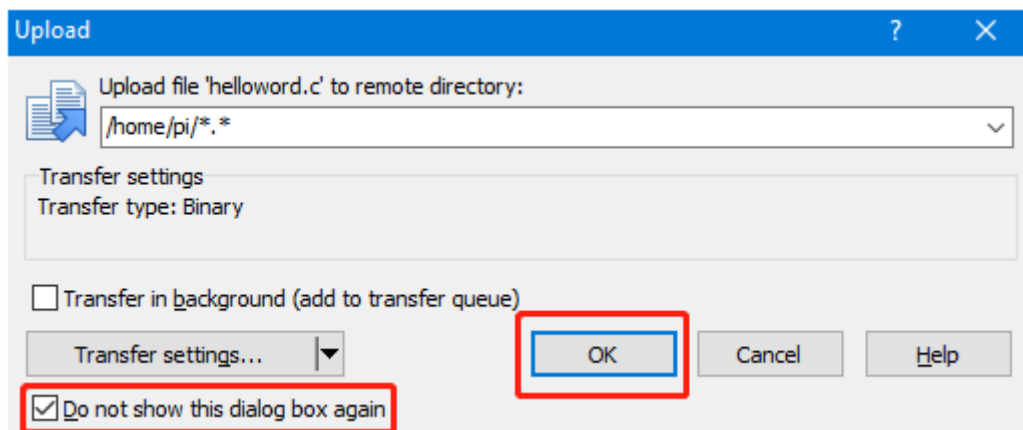 Upload
Upload file 'helloword.c' to remote directory:
/home/pi/*.*
Transfer settings
Transfer type: Binary
Transfer in background (add to transfer queue)
Transfer settings... OK Cancel Help
Do not show this dialog box again